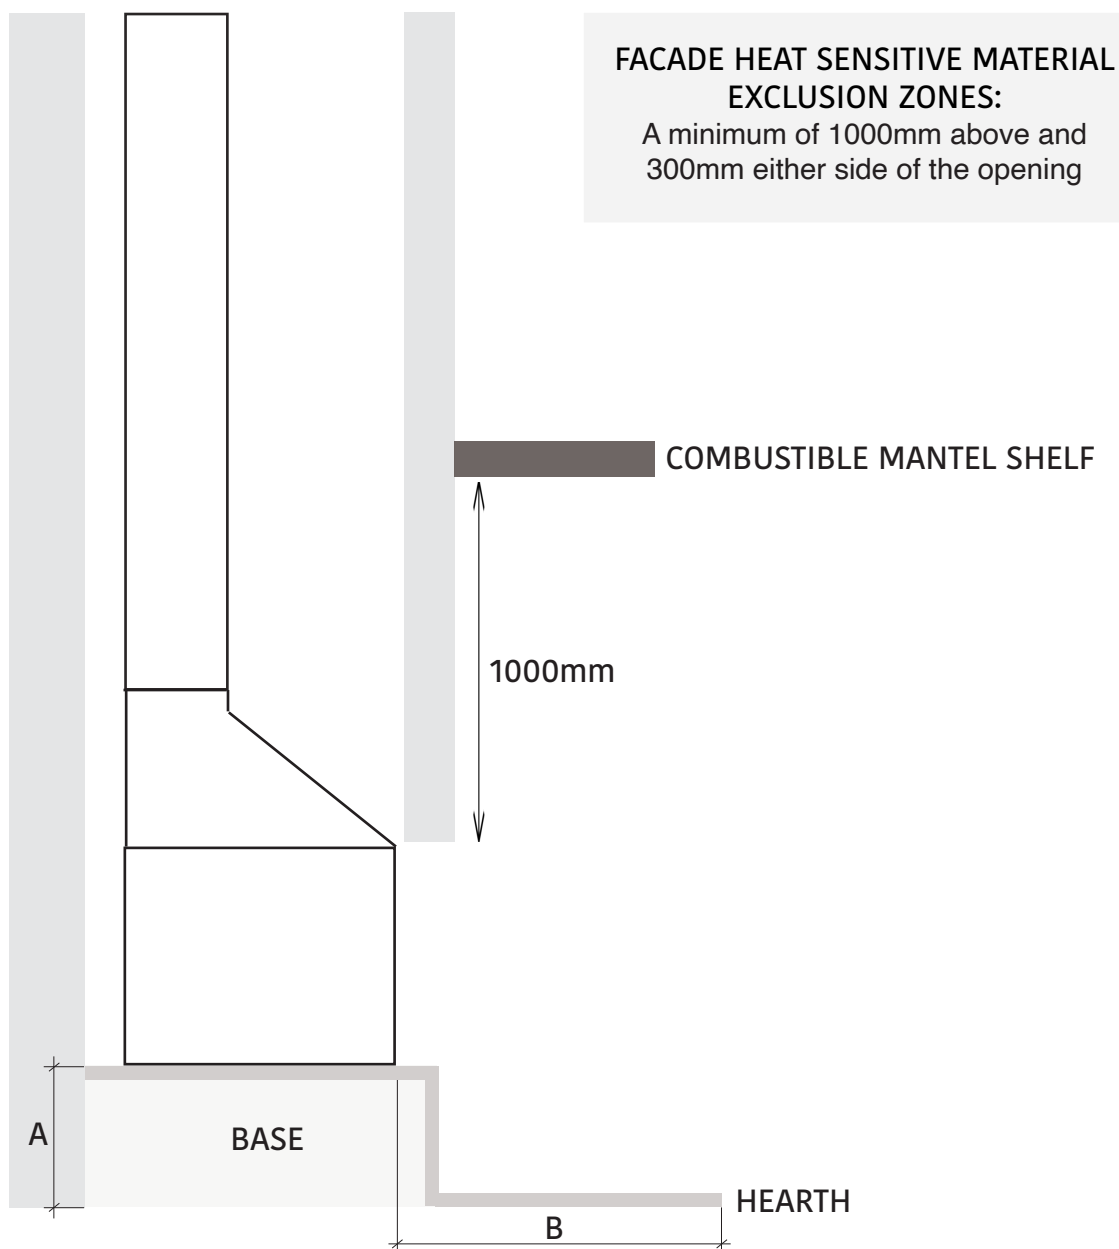 FACADE HEAT SENSITIVE MATERIAL
EXCLUSION ZONES:
A minimum of 1000mm above and
300mm either side of the opening
COMBUSTIBLE MANTEL SHELF
1000mm
A
BASE
HEARTH
B